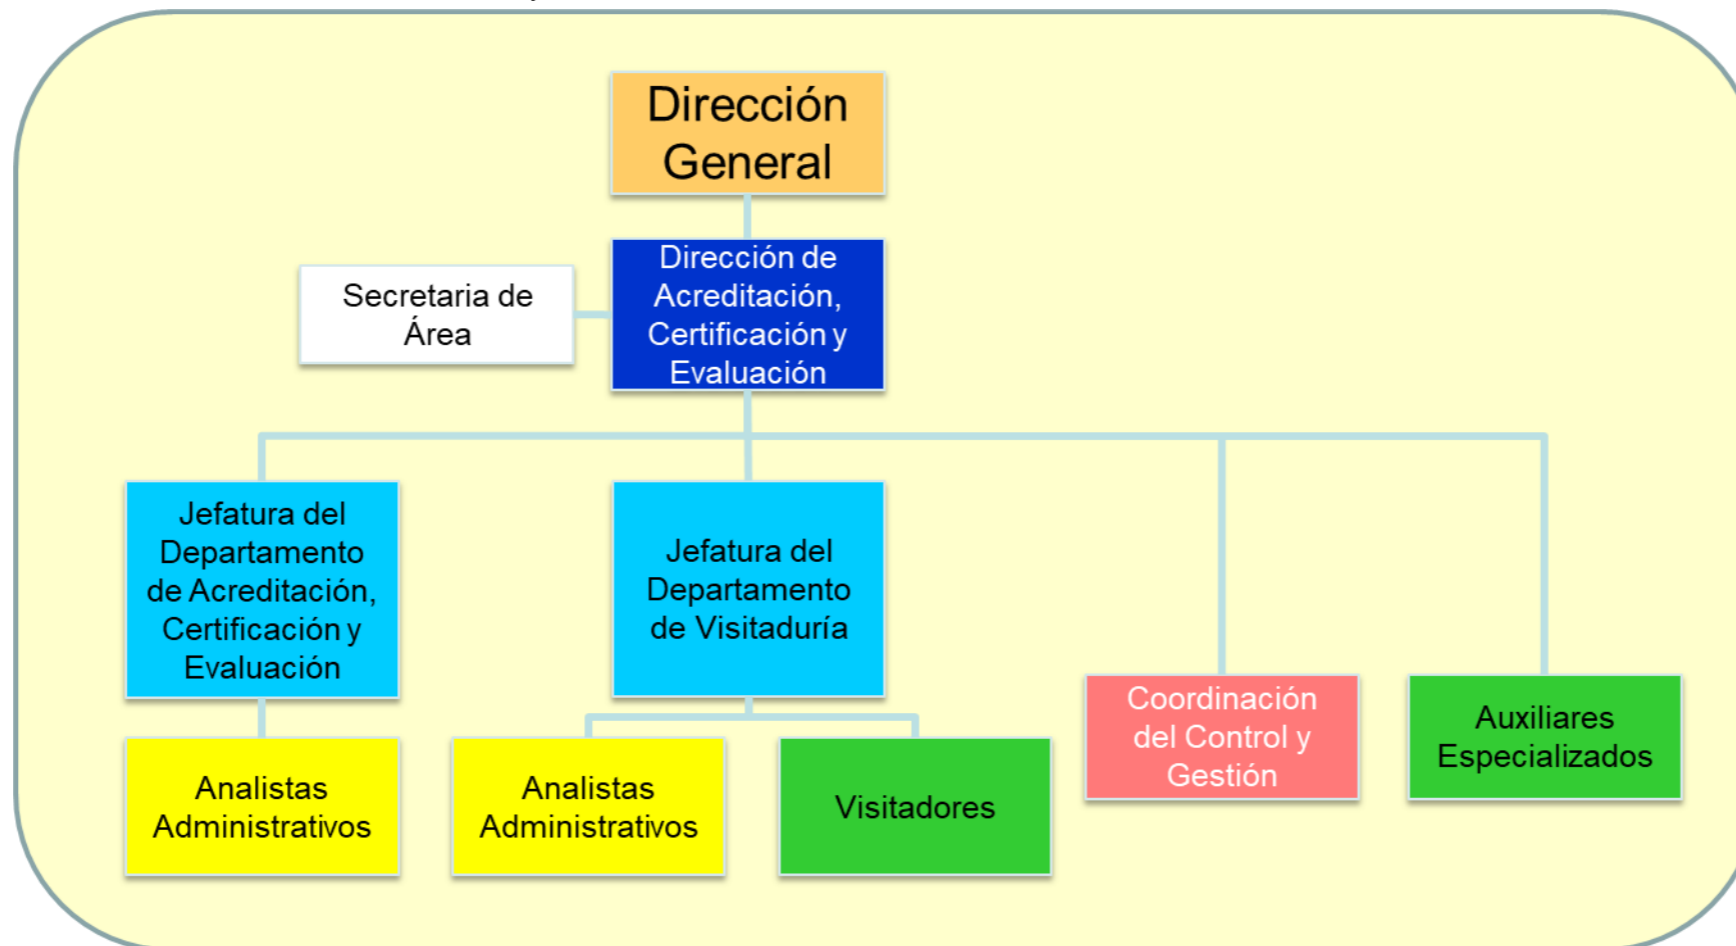 Dirección
General
Dirección de
Acreditación,
Certificación y
Evaluación
Secretaria de
Área
Jefatura del
Departamento
de Acreditación,
Certificación y
Evaluación
Jefatura del
Departamento
de Visitaduría
Coordinación
del Control y
Gestión
Auxiliares
Especializados
Analistas
Administrativos
Analistas
Administrativos
Visitadores